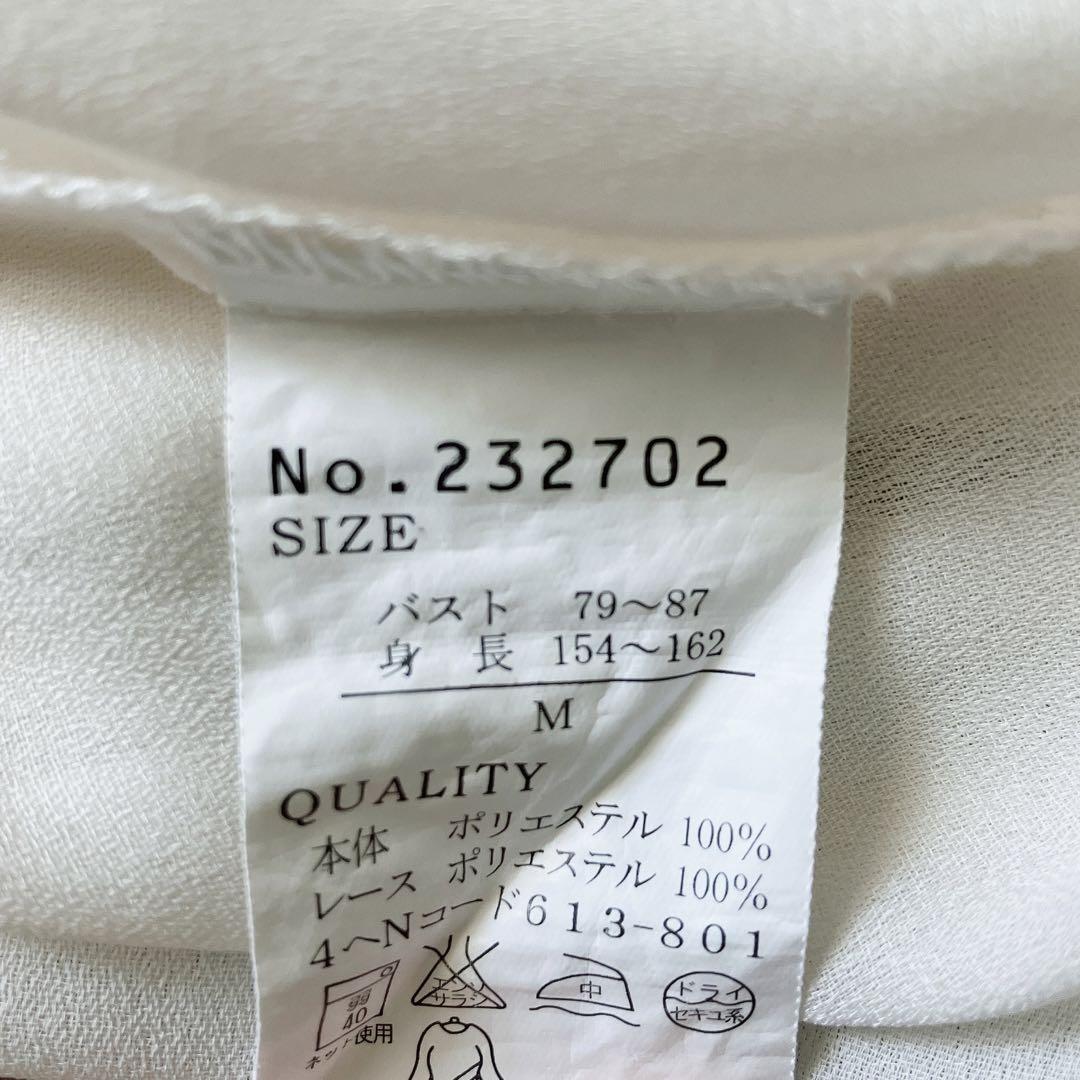 No.232702
SIZE
バスト 79〜87
身 長 154〜162
M
QUALITY
本体 ポリエステル 100%
レース ポリエステル 100%
4〜Nコード613-801
40
ネット使用
エンソ
サラシ
中
ドライ
セキユ系